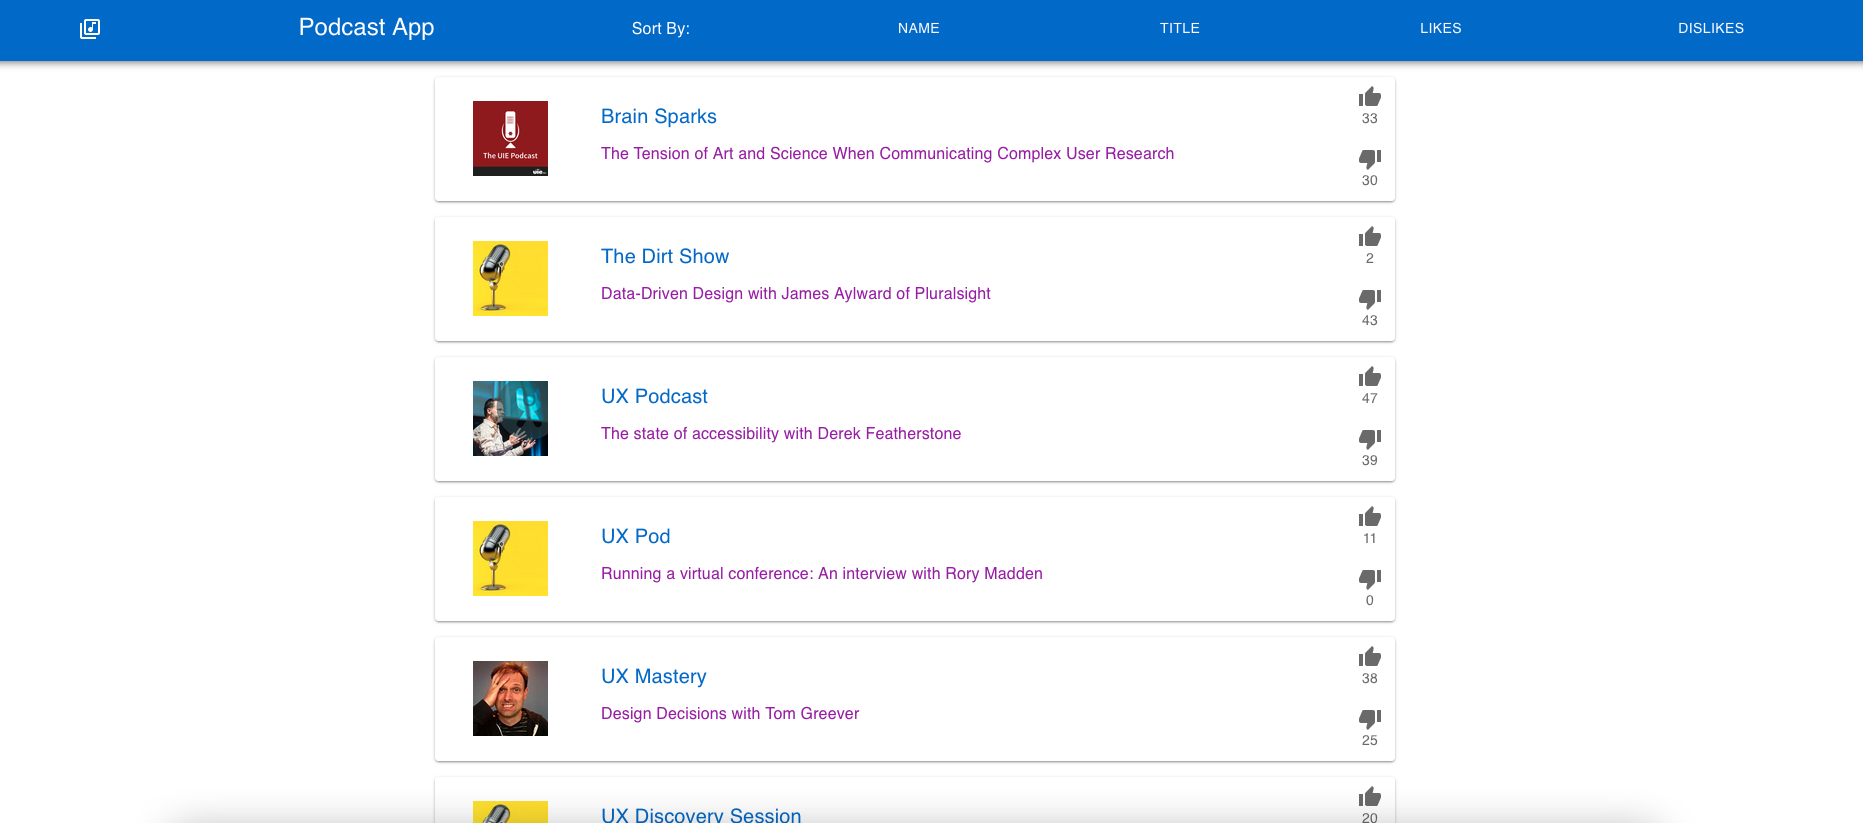 Podcast App Sort By: NAME TITLE LIKES DISLIKES
The UIE Podcast
uie
Brain Sparks
The Tension of Art and Science When Communicating Complex User Research
33
30
The Dirt Show
Data-Driven Design with James Aylward of Pluralsight
2
43
UX Podcast
The state of accessibility with Derek Featherstone
47
39
UX Pod
Running a virtual conference: An interview with Rory Madden
11
0
UX Mastery
Design Decisions with Tom Greever
38
25
UX Discovery Session
20